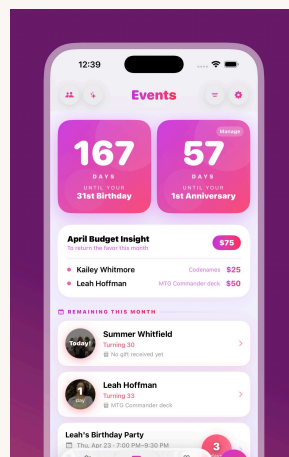 12:39
Events
167
DAYS
UNTIL YOUR
31st Birthday
Manage
57
DAYS
UNTIL YOUR
1st Anniversary
April Budget Insight
To return the favor this month
$75
Kailey Whitmore
Codenames
$25
Leah Hoffman
MTG Commander deck
$50
REMAINING THIS MONTH
Today!
Summer Whitfield
Turning 30
No gift received yet
1
day
Leah Hoffman
Turning 33
MTG Commander deck
Leah's Birthday Party
Thu, Apr 23 · 7:00 PM–9:30 PM
3